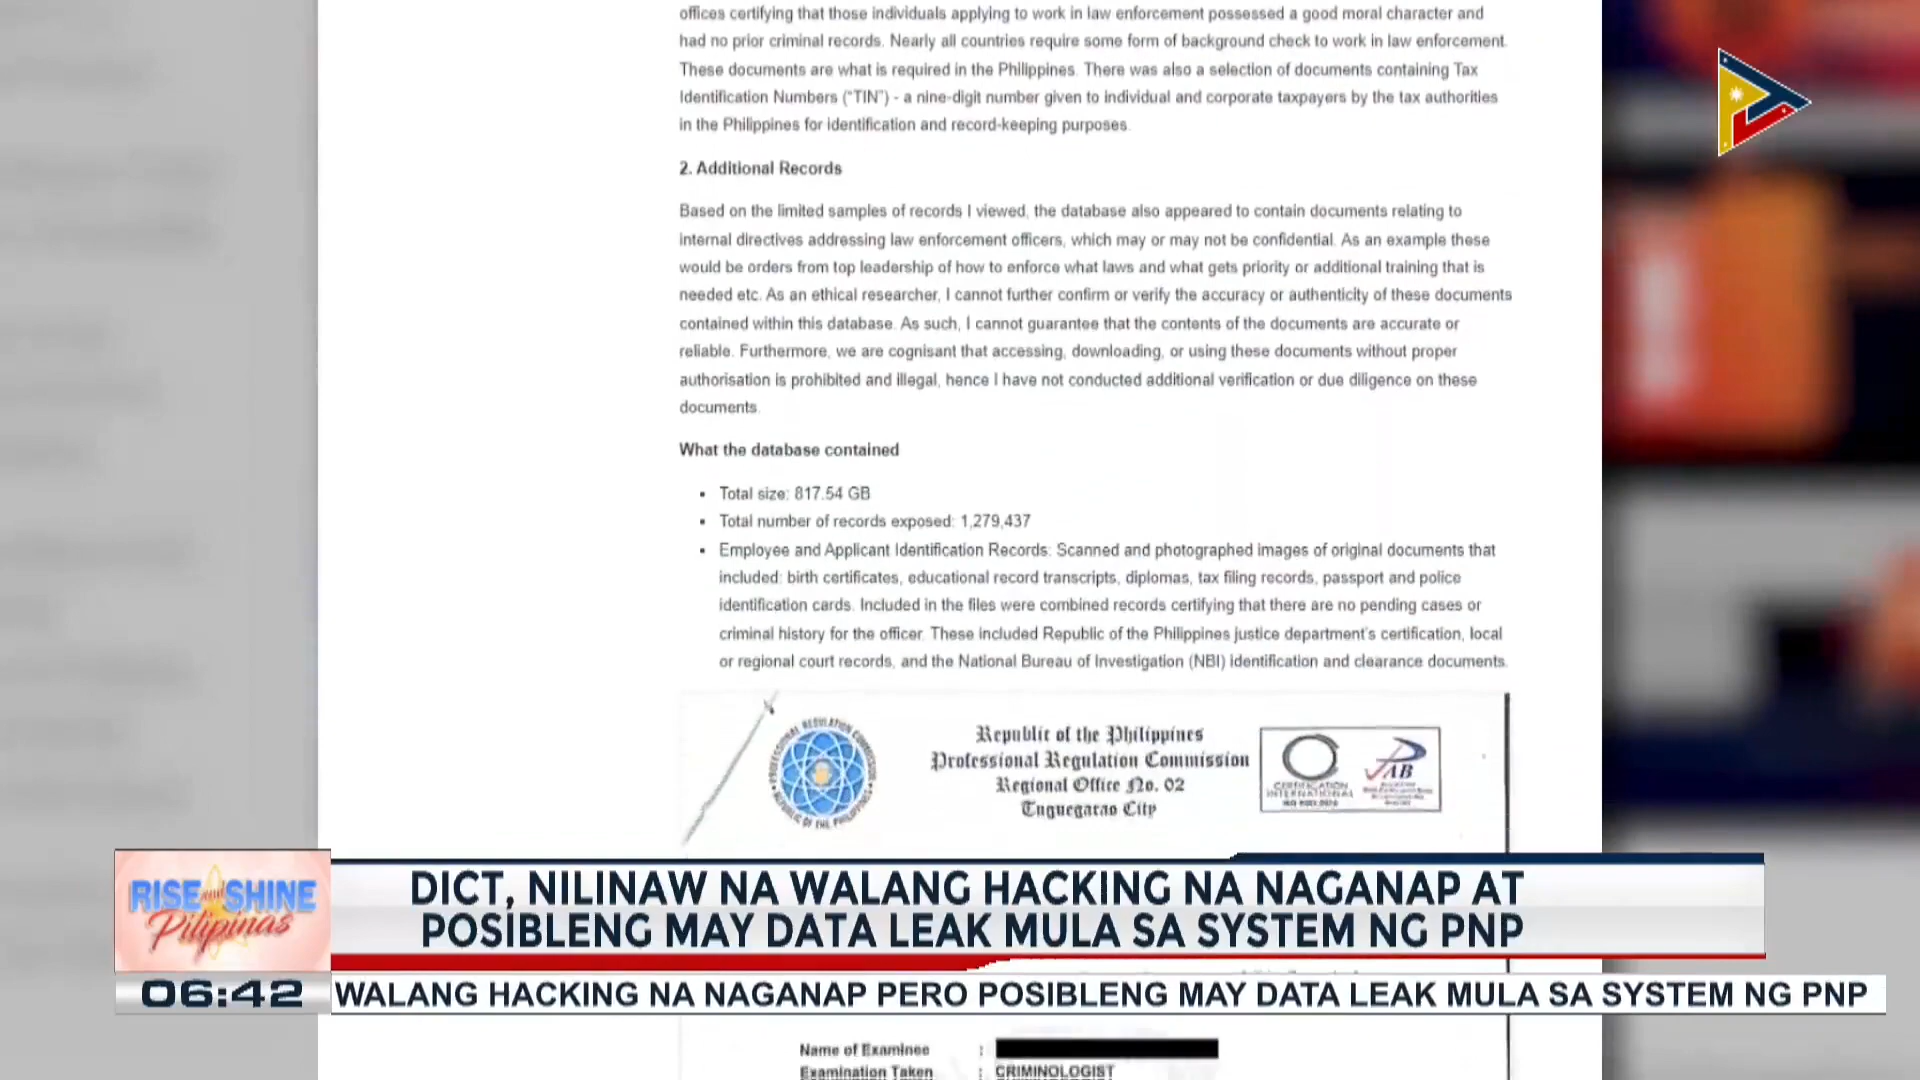 offices certifying that those individuals applying to work in law enforcement possessed a good moral character and
had no prior criminal records. Nearly all countries require some form of background check to work in law enforcement.
These documents are what is required in the Philippines. There was also a selection of documents containing Tax
Identification Numbers (“TIN”) - a nine-digit number given to individual and corporate taxpayers by the tax authorities
in the Philippines for identification and record-keeping purposes.
2. Additional Records
Based on the limited samples of records I viewed, the database also appeared to contain documents relating to
internal directives addressing law enforcement officers, which may or may not be confidential. As an example these
would be orders from top leadership of how to enforce what laws and what gets priority or additional training that is
needed etc. As an ethical researcher, I cannot further confirm or verify the accuracy or authenticity of these documents
contained within this database. As such, I cannot guarantee that the contents of the documents are accurate or
reliable. Furthermore, we are cognisant that accessing, downloading, or using these documents without proper
authorisation is prohibited and illegal, hence I have not conducted additional verification or due diligence on these
documents.
What the database contained
• Total size: 817.54 GB
• Total number of records exposed: 1,279,437
• Employee and Applicant Identification Records: Scanned and photographed images of original documents that
included: birth certificates, educational record transcripts, diplomas, tax filing records, passport and police
identification cards. Included in the files were combined records certifying that there are no pending cases or
criminal history for the officer. These included Republic of the Philippines justice department's certification, local
or regional court records, and the National Bureau of Investigation (NBI) identification and clearance documents.
PROFESSIONAL REGULATION COMMISSION
REPUBLIC OF THE PHILIPPINES
Republic of the Philippines
Professional Regulation Commission
Regional Office No. 02
Tuguegarao City
CERTIFICATION
INTERNATIONAL
PAB
RISE and SHINE
Pilipinas
DICT, NILINAW NA WALANG HACKING NA NAGANAP AT
POSIBLENG MAY DATA LEAK MULA SA SYSTEM NG PNP
06:42
WALANG HACKING NA NAGANAP PERO POSIBLENG MAY DATA LEAK MULA SA SYSTEM NG PNP
Name of Examinee :
Examination Taken : CRIMINOLOGIST